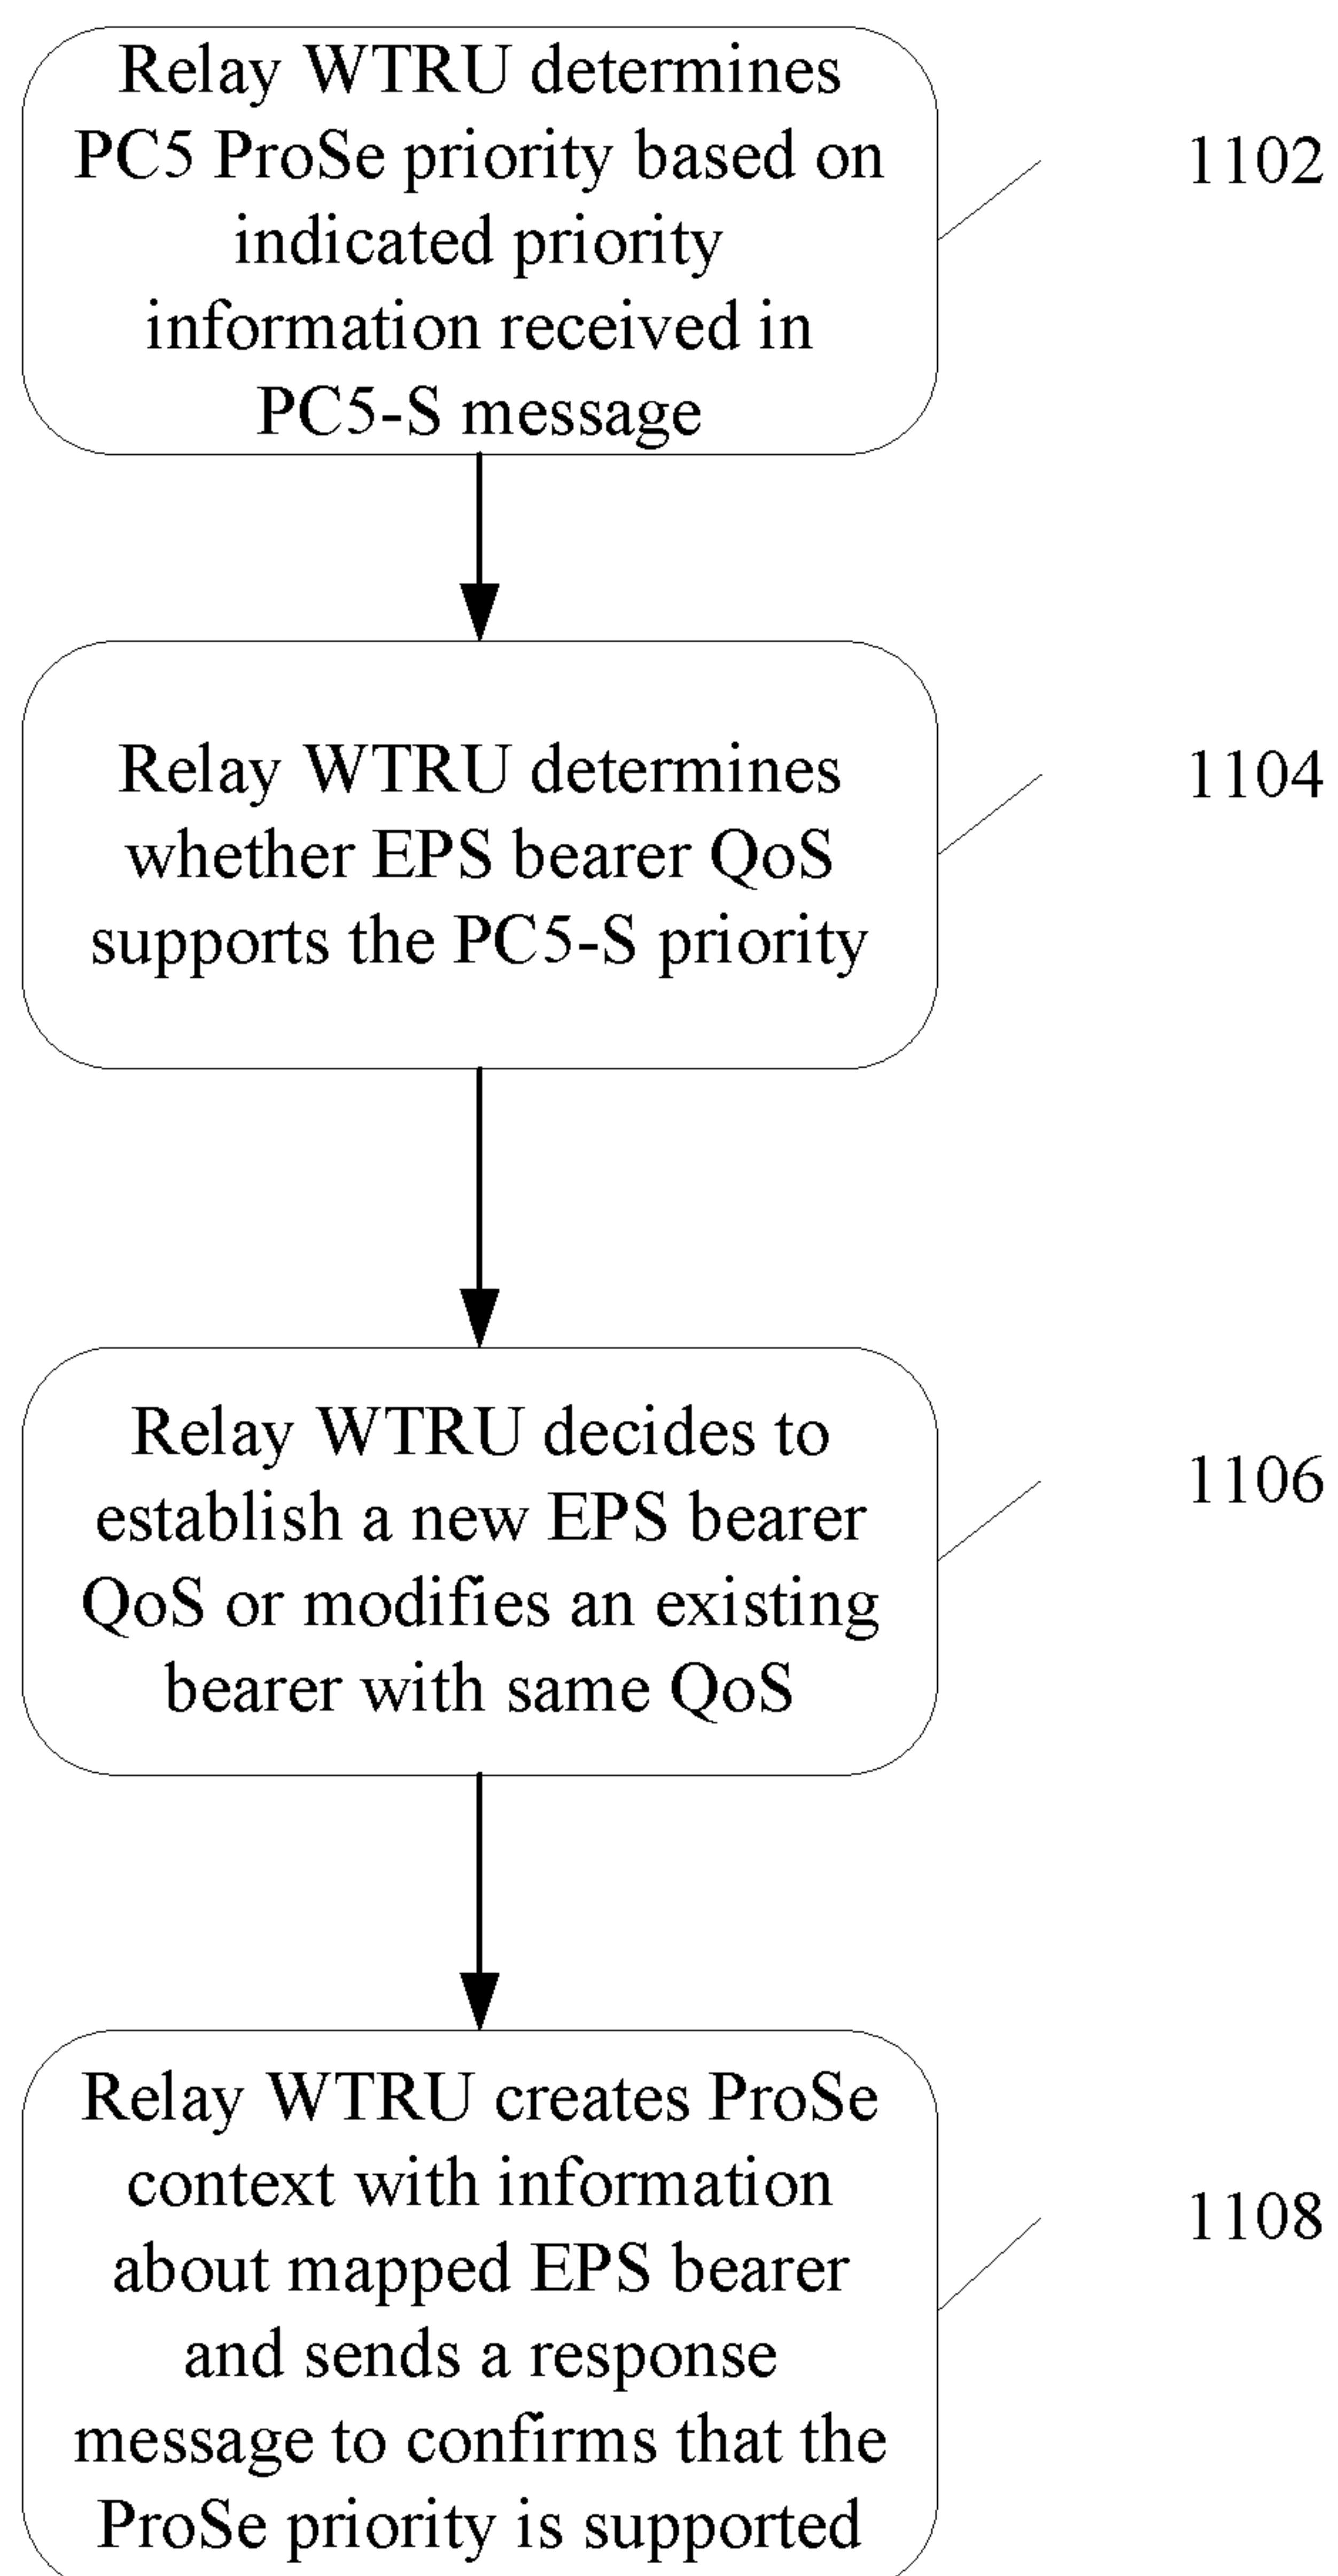 Relay WTRU determines
PC5 ProSe priority based on
indicated priority
information received in
PC5-S message
1102
Relay WTRU determines
whether EPS bearer QoS
supports the PC5-S priority
1104
Relay WTRU decides to
establish a new EPS bearer
QoS or modifies an existing
bearer with same QoS
1106
Relay WTRU creates ProSe
context with information
about mapped EPS bearer
and sends a response
message to confirms that the
ProSe priority is supported
1108